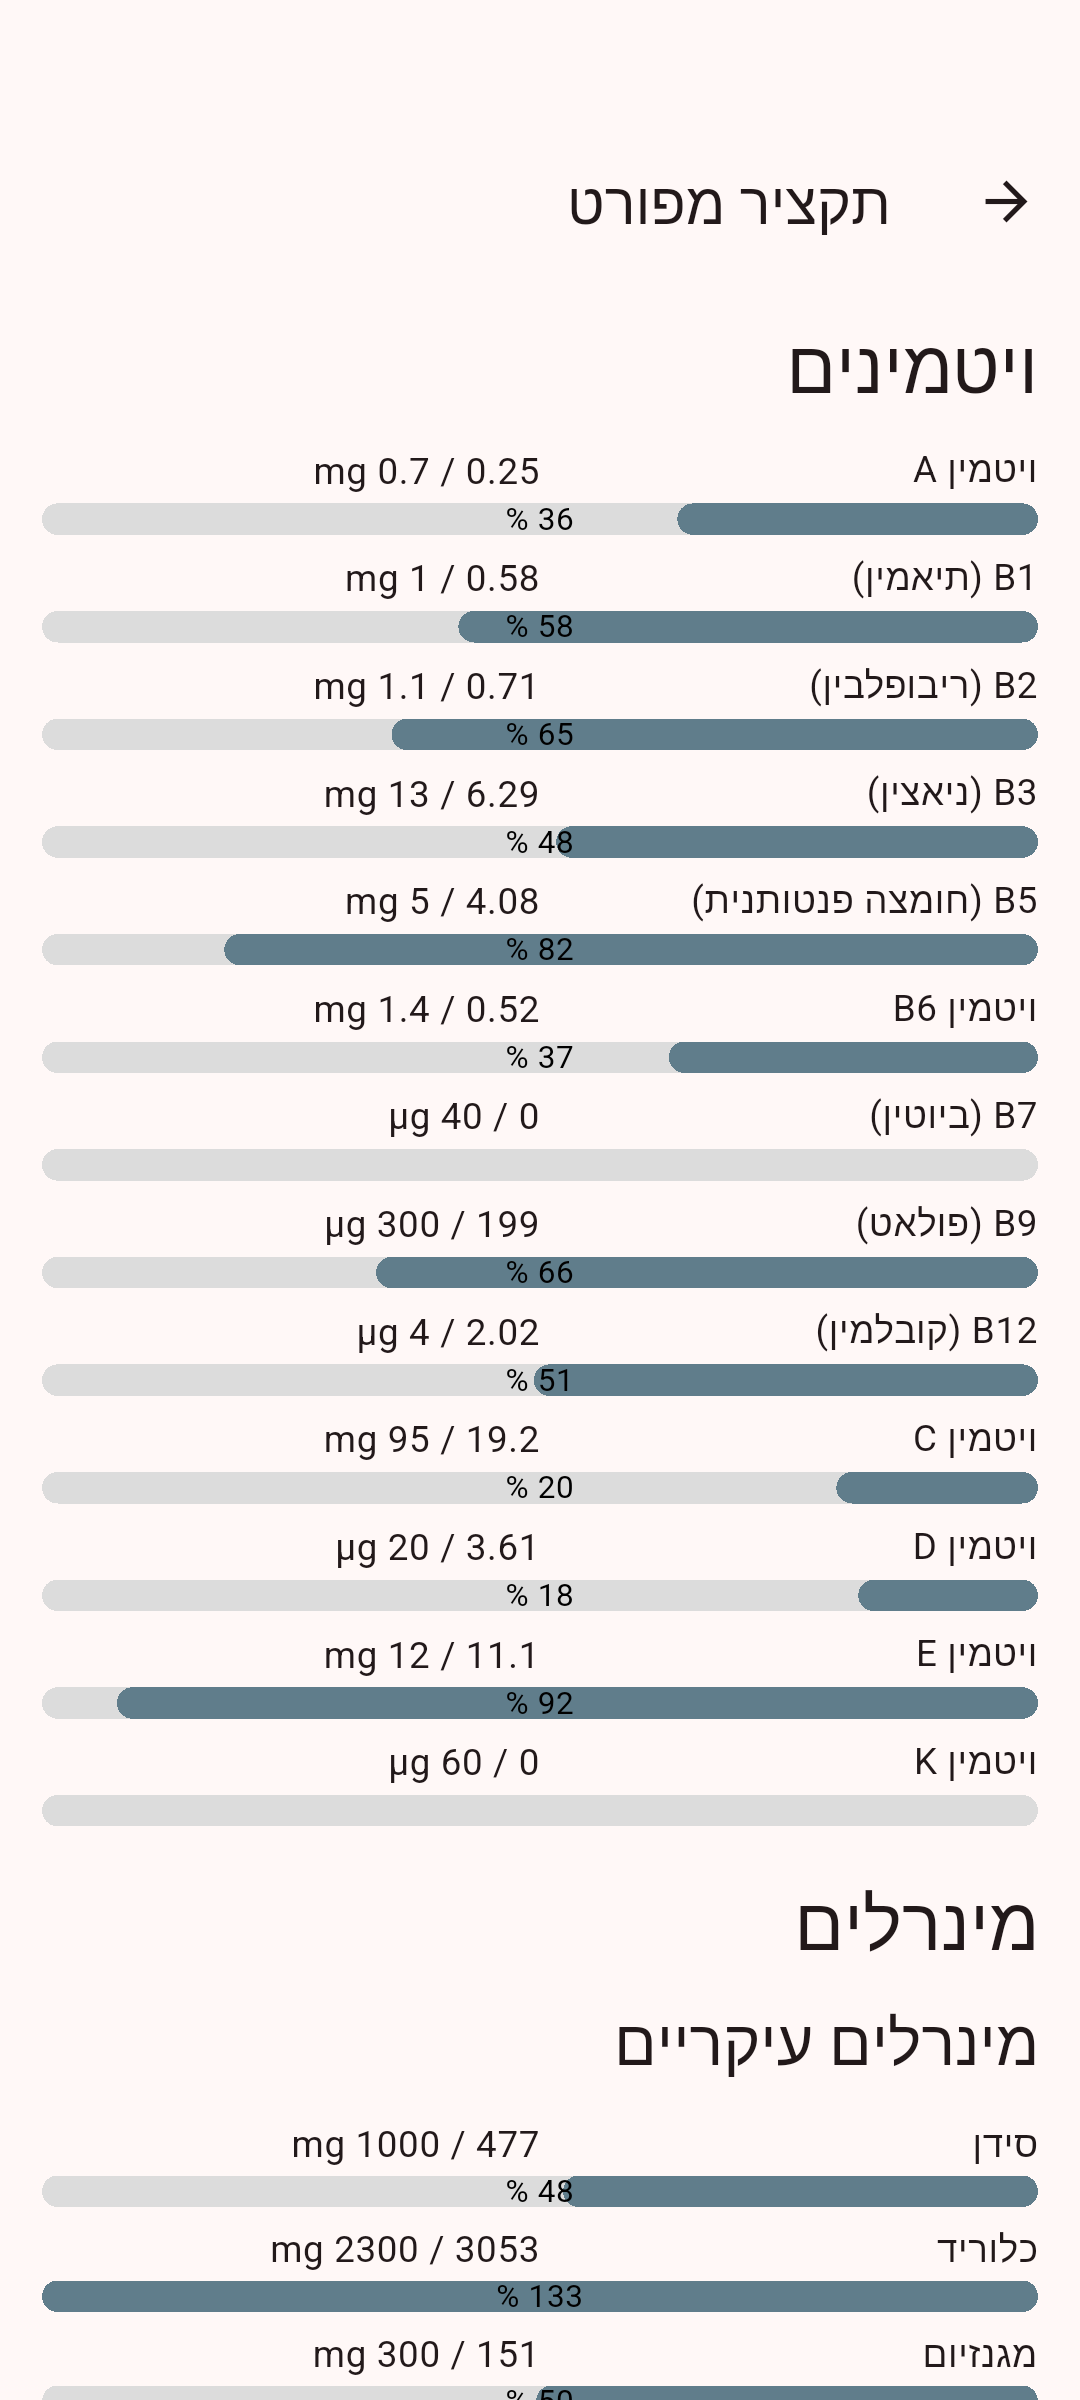 תקציר מפורט
ויטמינים
ויטמין A
0.25 / 0.7 mg
36 %
B1 (תיאמין)
0.58 / 1 mg
58 %
B2 (ריבופלבין)
0.71 / 1.1 mg
65 %
B3 (ניאצין)
6.29 / 13 mg
48 %
B5 (חומצה פנטותנית)
4.08 / 5 mg
82 %
ויטמין B6
0.52 / 1.4 mg
37 %
B7 (ביוטין)
0 / 40 µg
B9 (פולאט)
199 / 300 µg
66 %
B12 (קובלמין)
2.02 / 4 µg
51 %
ויטמין C
19.2 / 95 mg
20 %
ויטמין D
3.61 / 20 µg
18 %
ויטמין E
11.1 / 12 mg
92 %
ויטמין K
0 / 60 µg
מינרלים
מינרלים עיקריים
סידן
477 / 1000 mg
48 %
כלוריד
3053 / 2300 mg
133 %
מגנזיום
151 / 300 mg
50 %